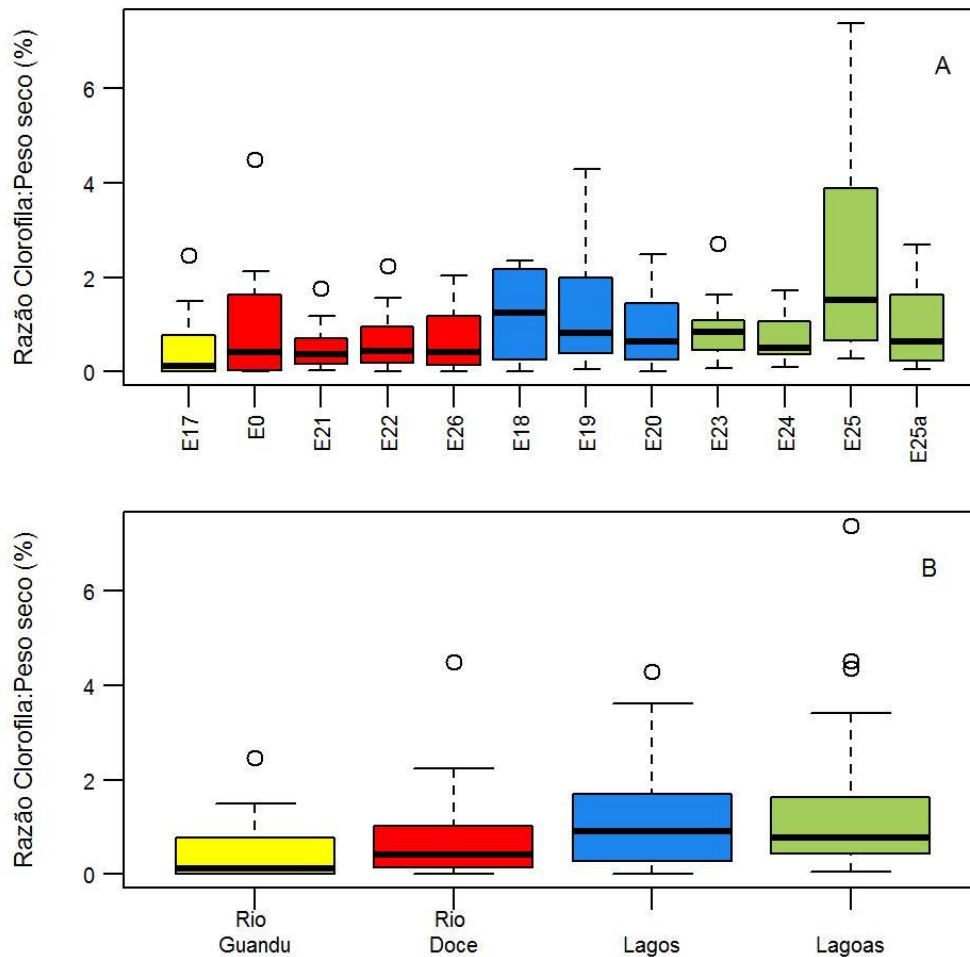 A
Razão Clorofila:Peso seco (%)
6
4
2
0
E17 E0 E21 E22 E26 E18 E19 E20 E23 E24 E25 E25a
B
Razão Clorofila:Peso seco (%)
6
4
2
0
Rio Rio
Guandu Doce Lagos Lagoas